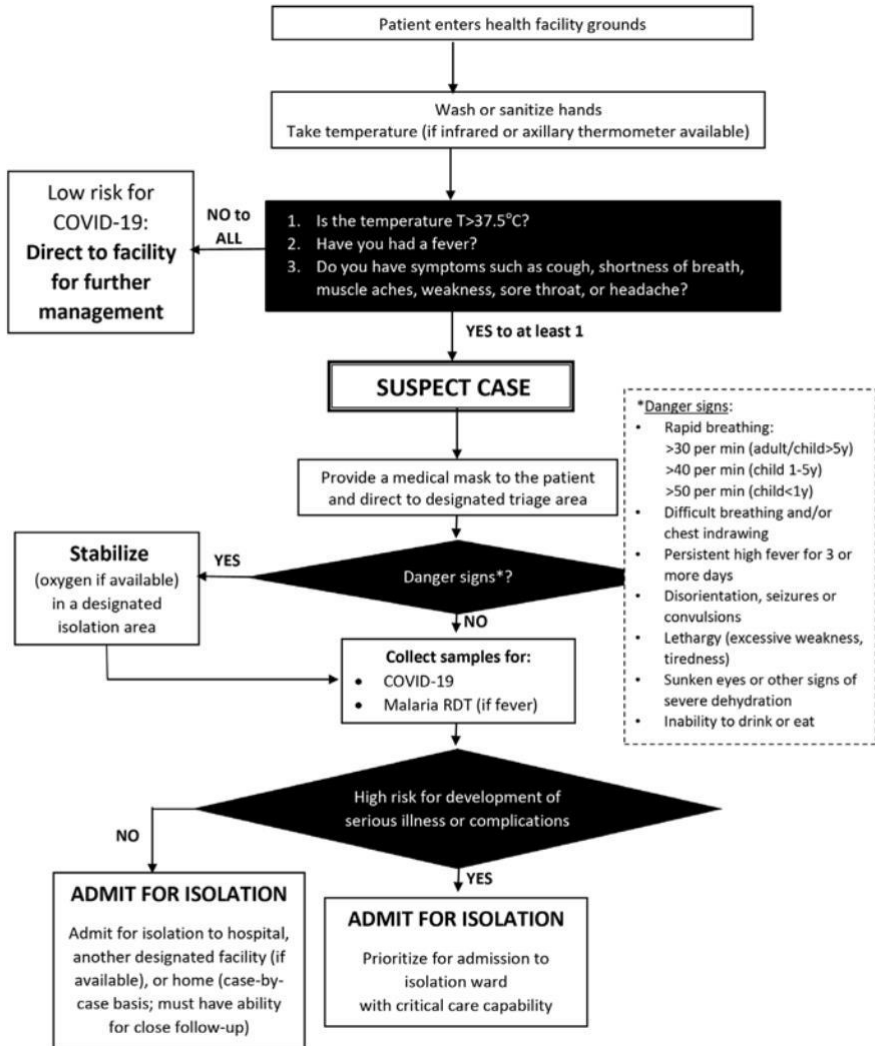 Patient enters health facility grounds
Wash or sanitize hands
Take temperature (if infrared or axillary thermometer available)
Low risk for
COVID-19:
Direct to facility
for further
management
NO to
ALL
1. Is the temperature T>37.5°C?
2. Have you had a fever?
3. Do you have symptoms such as cough, shortness of breath,
muscle aches, weakness, sore throat, or headache?
YES to at least 1
SUSPECT CASE
Provide a medical mask to the patient
and direct to designated triage area
*Danger signs:
• Rapid breathing:
>30 per min (adult/child>5y)
>40 per min (child 1-5y)
>50 per min (child<1y)
• Difficult breathing and/or
chest indrawing
• Persistent high fever for 3 or
more days
• Disorientation, seizures or
convulsions
• Lethargy (excessive weakness,
tiredness)
• Sunken eyes or other signs of
severe dehydration
• Inability to drink or eat
Danger signs*?
YES
Stabilize
(oxygen if available)
in a designated
isolation area
NO
Collect samples for:
• COVID-19
• Malaria RDT (if fever)
High risk for development of
serious illness or complications
NO
ADMIT FOR ISOLATION
Admit for isolation to hospital,
another designated facility (if
available), or home (case-by-
case basis; must have ability
for close follow-up)
YES
ADMIT FOR ISOLATION
Prioritize for admission to
isolation ward
with critical care capability